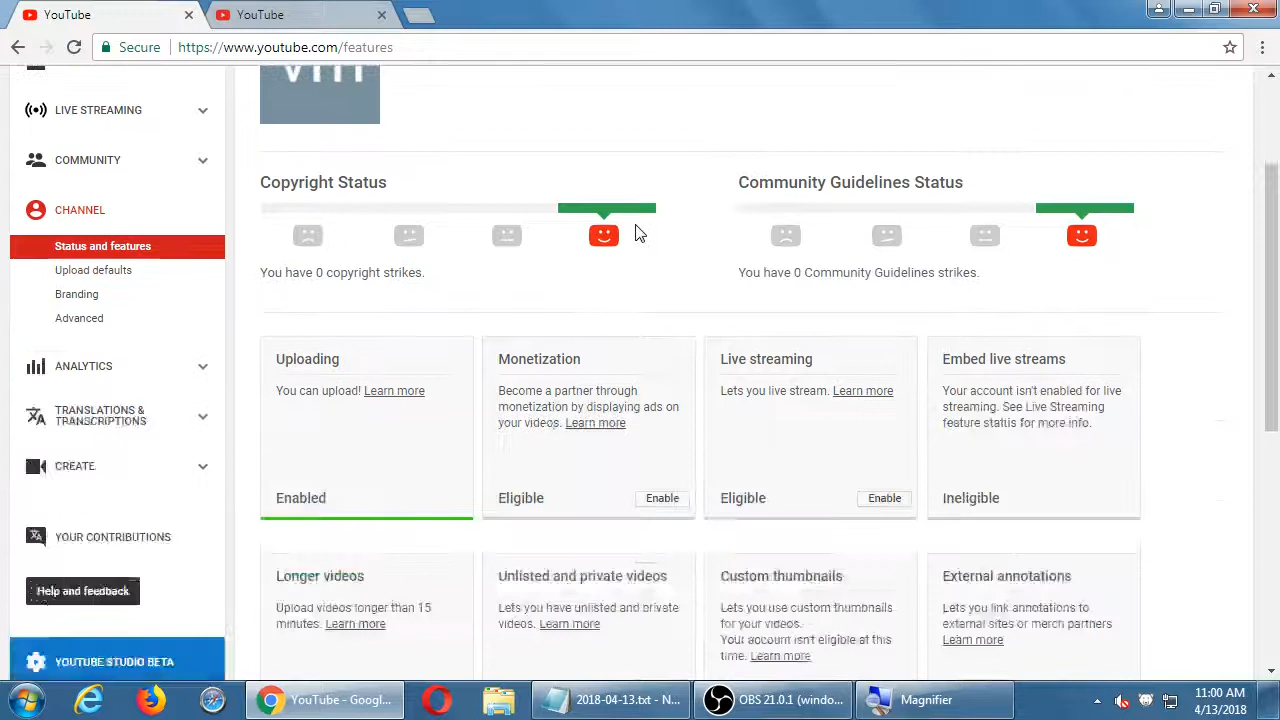 YouTube
YouTube
Secure
https://www.youtube.com/features
LIVE STREAMING
COMMUNITY
CHANNEL
Status and features
Upload defaults
Branding
Advanced
ANALYTICS
TRANSLATIONS &
TRANSCRIPTIONS
CREATE
YOUR CONTRIBUTIONS
Help and feedback
YOUTUBE STUDIO BETA
Copyright Status
You have 0 copyright strikes.
Community Guidelines Status
You have 0 Community Guidelines strikes.
Uploading
You can upload! Learn more
Enabled
Monetization
Become a partner through
monetization by displaying ads on
your videos. Learn more
Eligible
Enable
Live streaming
Lets you live stream. Learn more
Eligible
Enable
Embed live streams
Your account isn't enabled for live
streaming. See Live Streaming
feature status for more info.
Ineligible
Longer videos
Upload videos longer than 15
minutes. Learn more
Unlisted and private videos
Lets you have unlisted and private
videos. Learn more
Custom thumbnails
Lets you use custom thumbnails
for your videos.
Your account isn't eligible at this
time. Learn more
External annotations
Lets you link annotations to
external sites or merch partners
Learn more
YouTube - Googl...
2018-04-13.txt - N...
OBS 21.0.1 (windo...
Magnifier
11:00 AM
4/13/2018